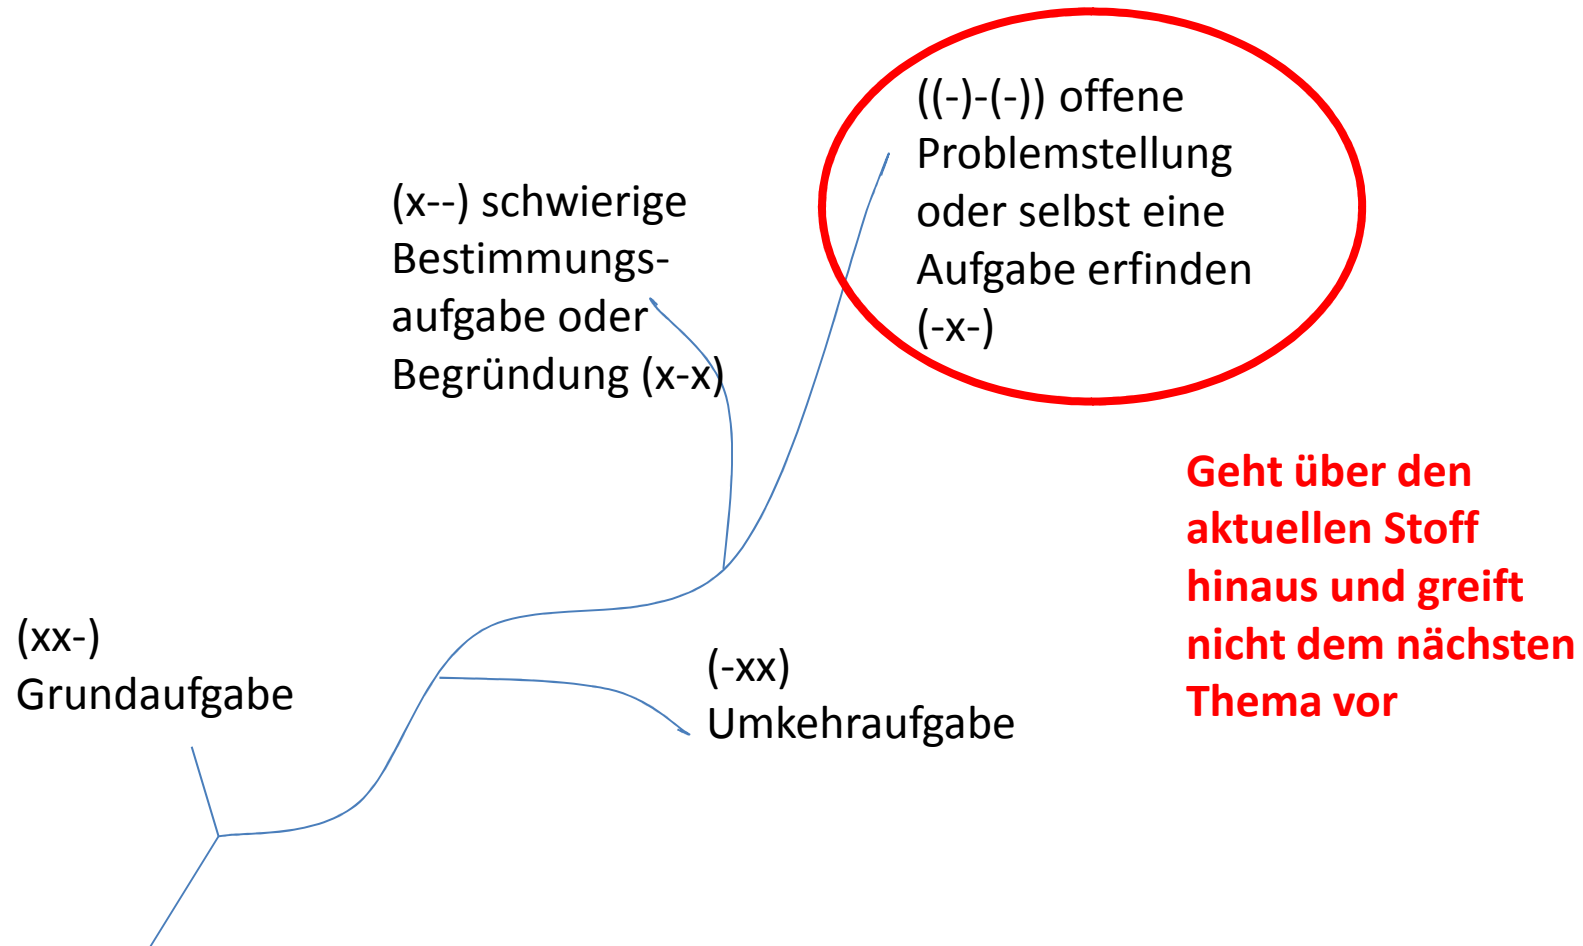 ((-)-(-)) offene
Problemstellung
oder selbst eine
Aufgabe erfinden
(-x-)
(x--) schwierige
Bestimmungs-
aufgabe oder
Begründung (x-x)
Geht über den
aktuellen Stoff
hinaus und greift
nicht dem nächsten
Thema vor
(xx-)
Grundaufgabe
(-xx)
Umkehraufgabe